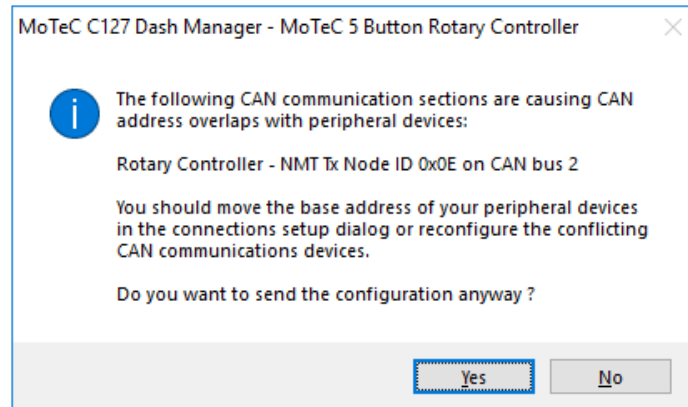 MoTeC C127 Dash Manager - MoTeC 5 Button Rotary Controller
The following CAN communication sections are causing CAN
address overlaps with peripheral devices:
Rotary Controller - NMT Tx Node ID 0x0E on CAN bus 2
You should move the base address of your peripheral devices
in the connections setup dialog or reconfigure the conflicting
CAN communications devices.
Do you want to send the configuration anyway ?
Yes
No